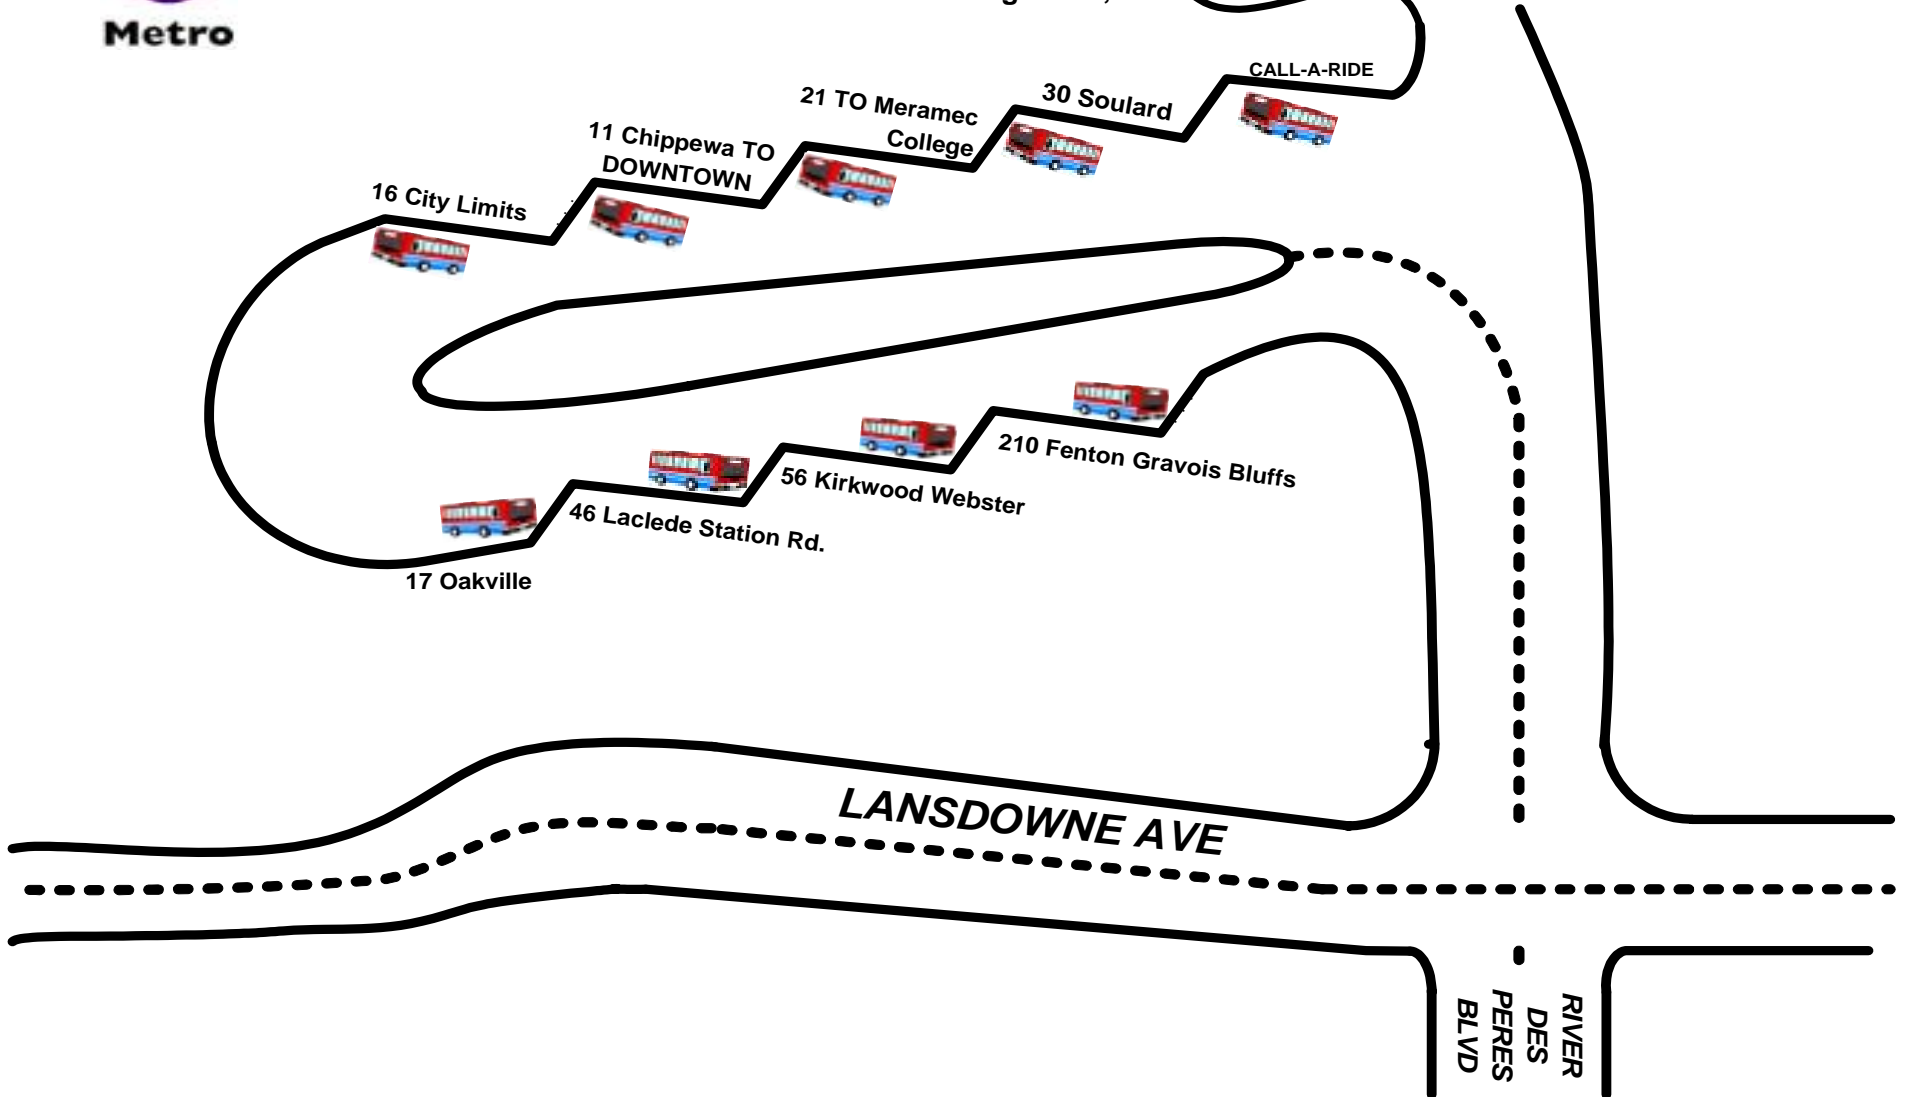 Metro
CALL-A-RIDE
30 Soulard
21 TO Meramec
College
11 Chippewa TO
DOWNTOWN
16 City Limits
210 Fenton Gravois Bluffs
56 Kirkwood Webster
46 Laclede Station Rd.
17 Oakville
LANSDOWNE AVE
RIVER
DES
PERES
BLVD